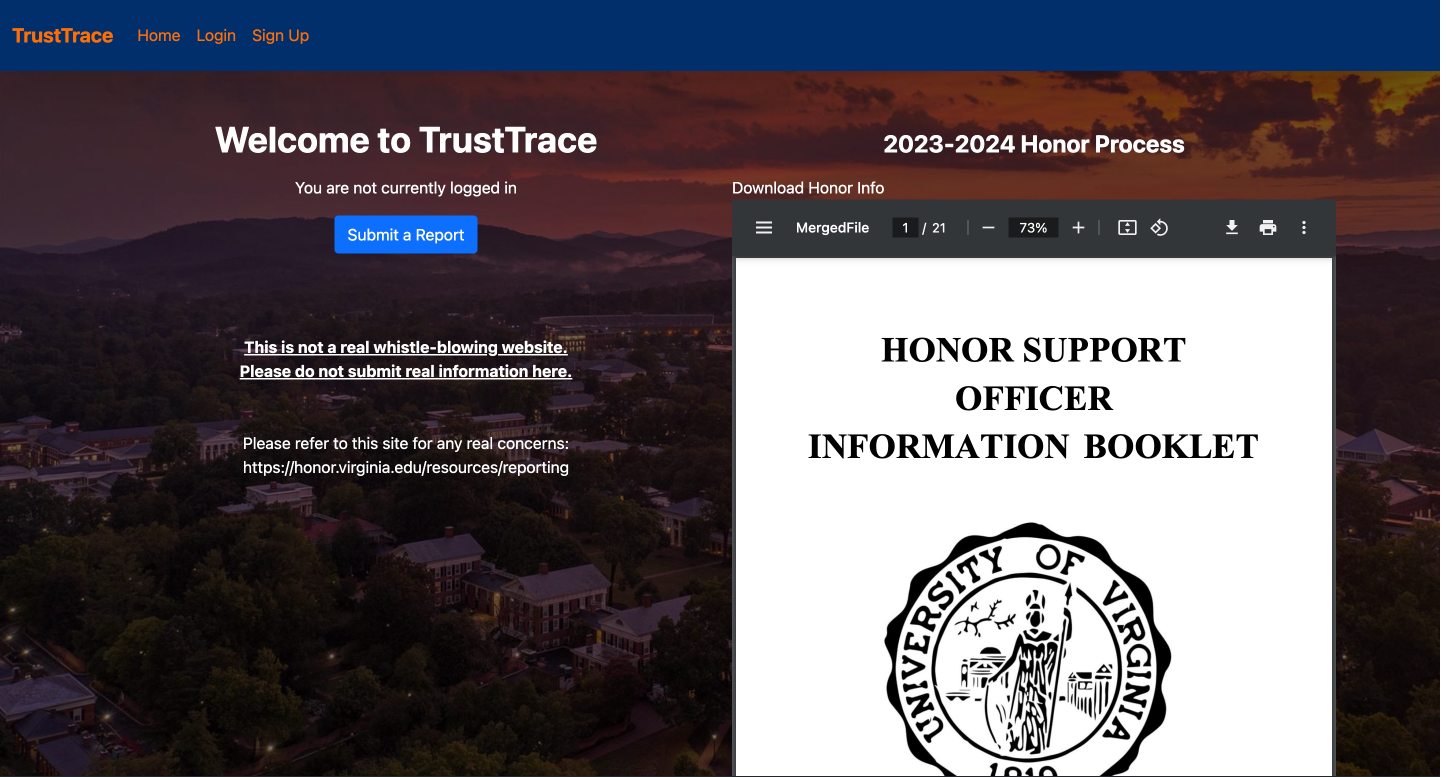 TrustTrace Home Login Sign Up
Welcome to TrustTrace
You are not currently logged in
Submit a Report
This is not a real whistle-blowing website.
Please do not submit real information here.
Please refer to this site for any real concerns:
https://honor.virginia.edu/resources/reporting
2023-2024 Honor Process
Download Honor Info
MergedFile 1 / 21 73%
HONOR SUPPORT
OFFICER
INFORMATION BOOKLET
UNIVERSITY OF VIRGINIA
1819